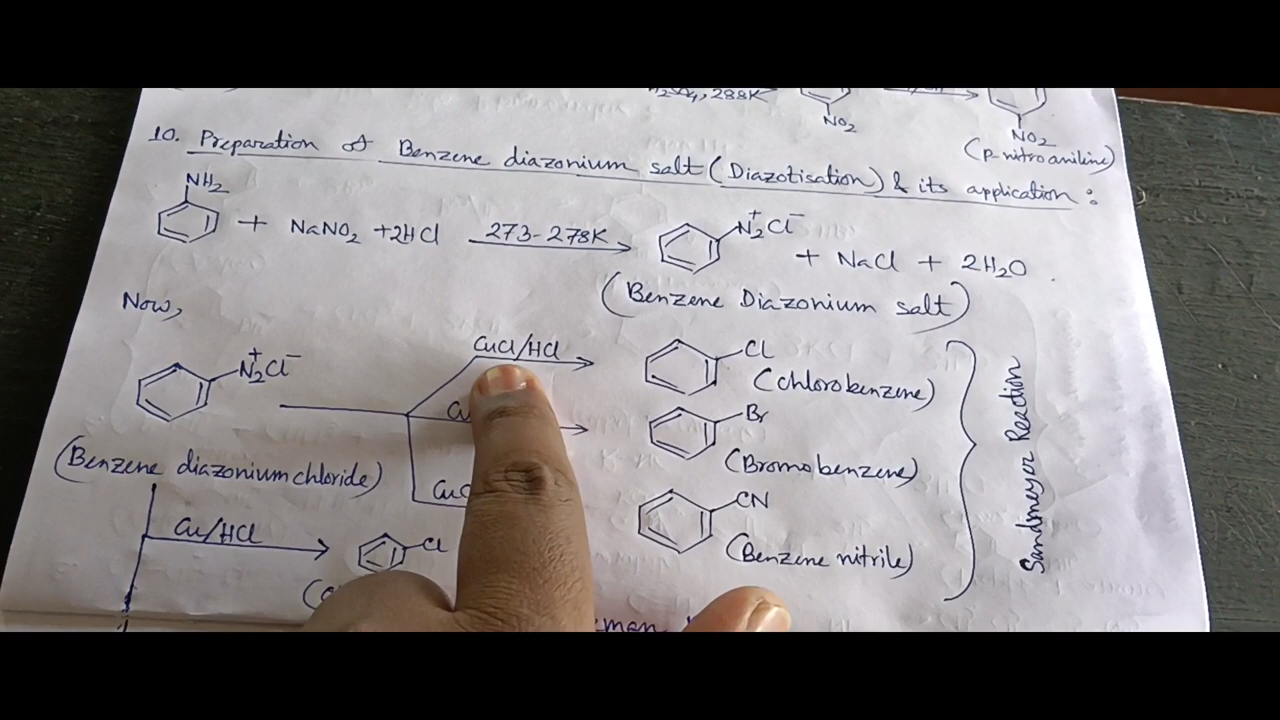 H2SO4, 288K
NO2
NO2
(p-nitroaniline)
10. Preparation of Benzene diazonium salt (Diazotisation) & its application:
NH2
+ NaNO2 +2HCl 273-278K N2+Cl- + NaCl + 2H2O
(Benzene Diazonium salt)
Now,
N2+Cl-
CuCl/HCl
Cl
(chlorobenzene)
Br
(Bromobenzene)
(Benzene diazonium chloride)
CN
(Benzene nitrile)
Sandmeyer Reaction
Cu/HCl
Cl